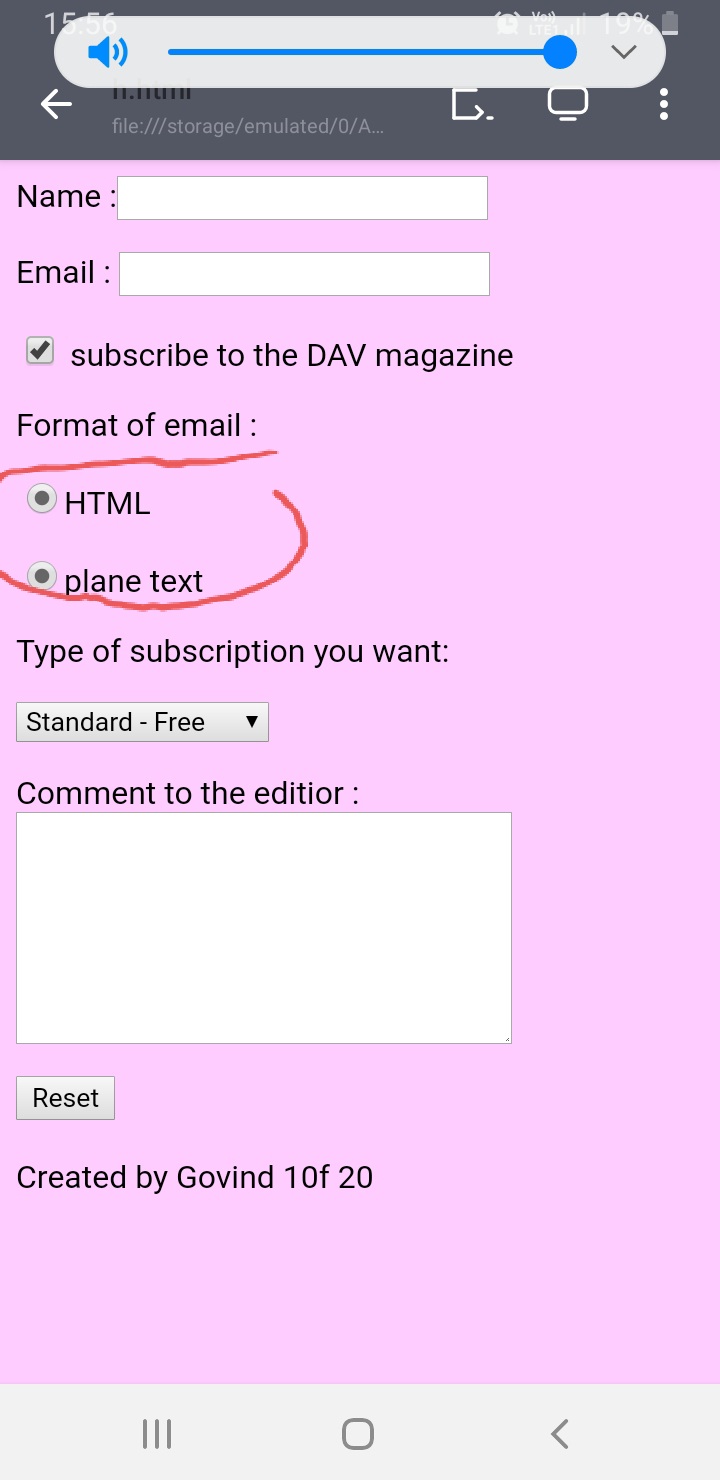 15:56
Vo))
LTE1
19%
h.html
file:///storage/emulated/0/A...
Name :
Email :
subscribe to the DAV magazine
Format of email :
HTML
plane text
Type of subscription you want:
Standard - Free
Comment to the editior :
Reset
Created by Govind 10f 20